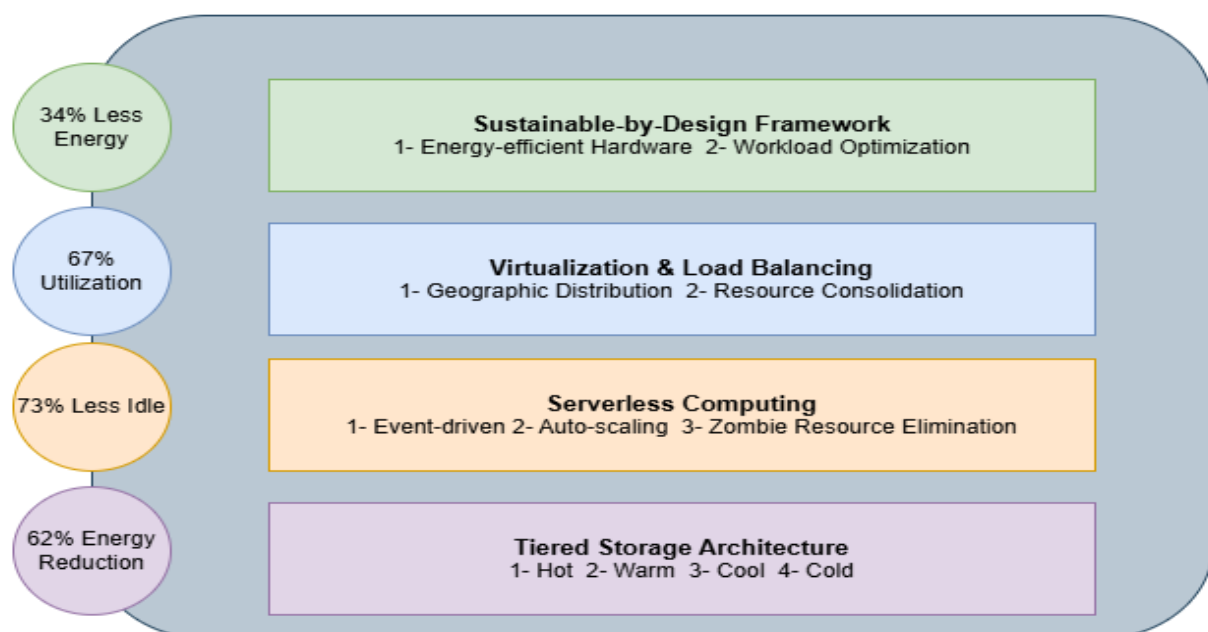 34% Less
Energy
Sustainable-by-Design Framework
1- Energy-efficient Hardware  2- Workload Optimization
67%
Utilization
Virtualization & Load Balancing
1- Geographic Distribution  2- Resource Consolidation
73% Less Idle
Serverless Computing
1- Event-driven 2- Auto-scaling  3- Zombie Resource Elimination
62% Energy
Reduction
Tiered Storage Architecture
1- Hot  2- Warm  3- Cool  4- Cold